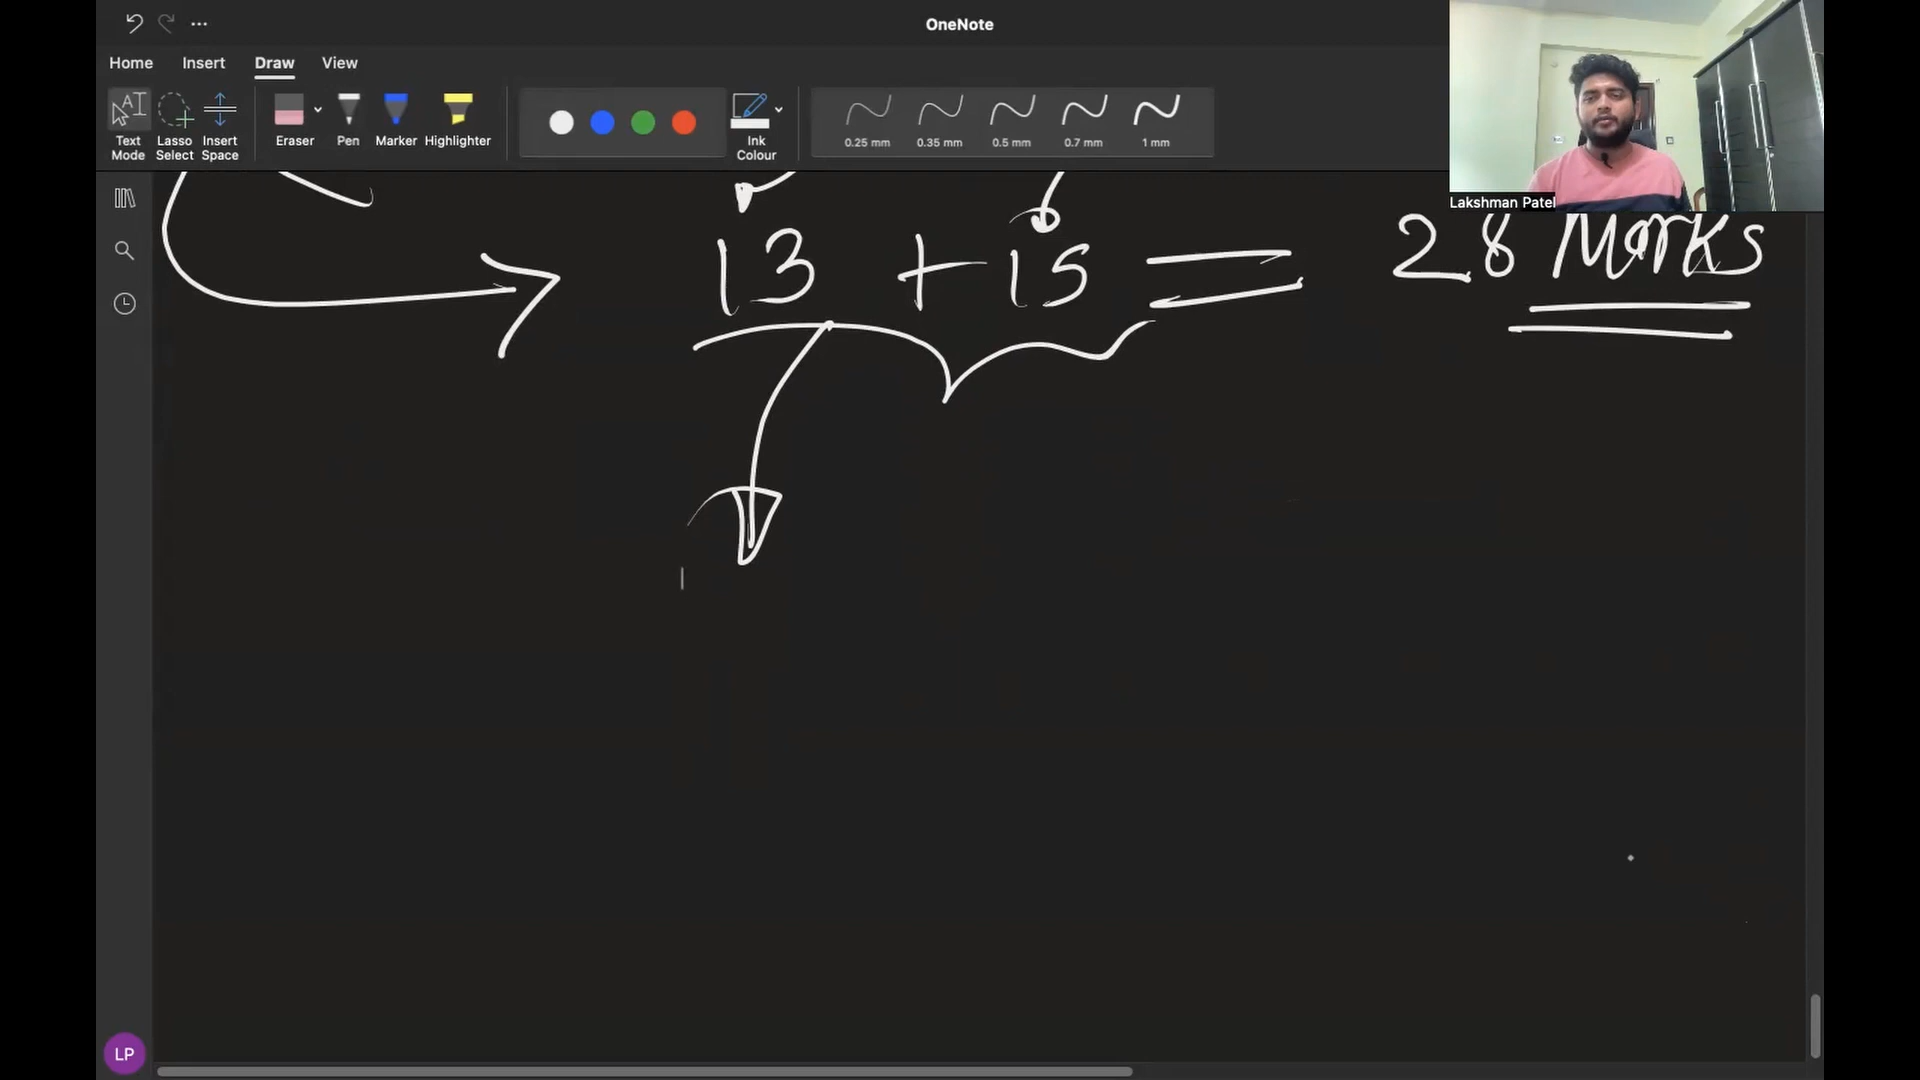 OneNote
Home Insert Draw View
Text Mode
Lasso Select
Insert Space
Eraser
Pen
Marker
Highlighter
Ink Colour
0.25 mm
0.35 mm
0.5 mm
0.7 mm
1 mm
Lakshman Patel
13 + 15 = 28 Marks
LP